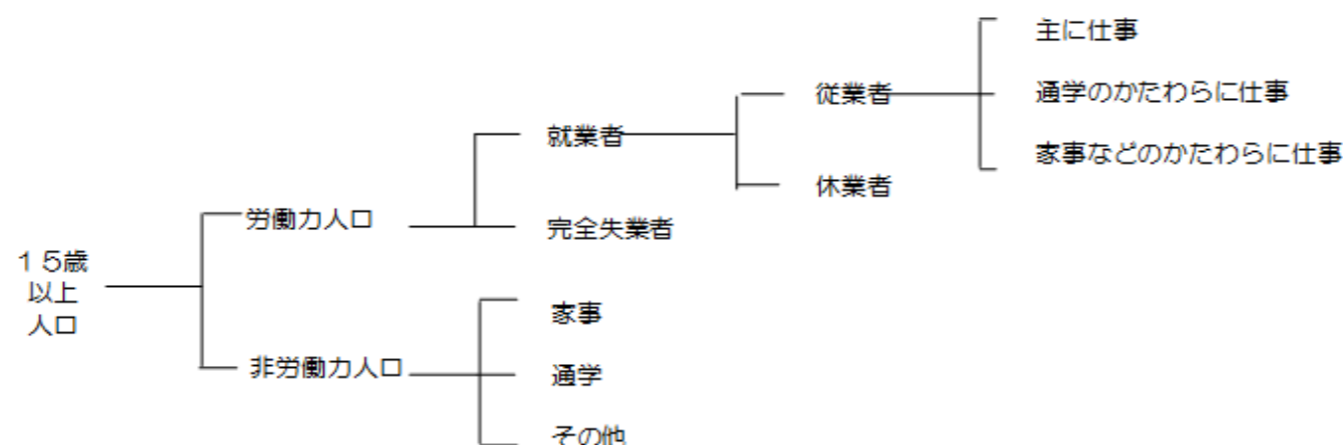 主に仕事
従業者
通学のかたわらに仕事
就業者
家事などのかたわらに仕事
休業者
労働力人口
完全失業者
１５歳
以上
人口
家事
非労働力人口
通学
その他